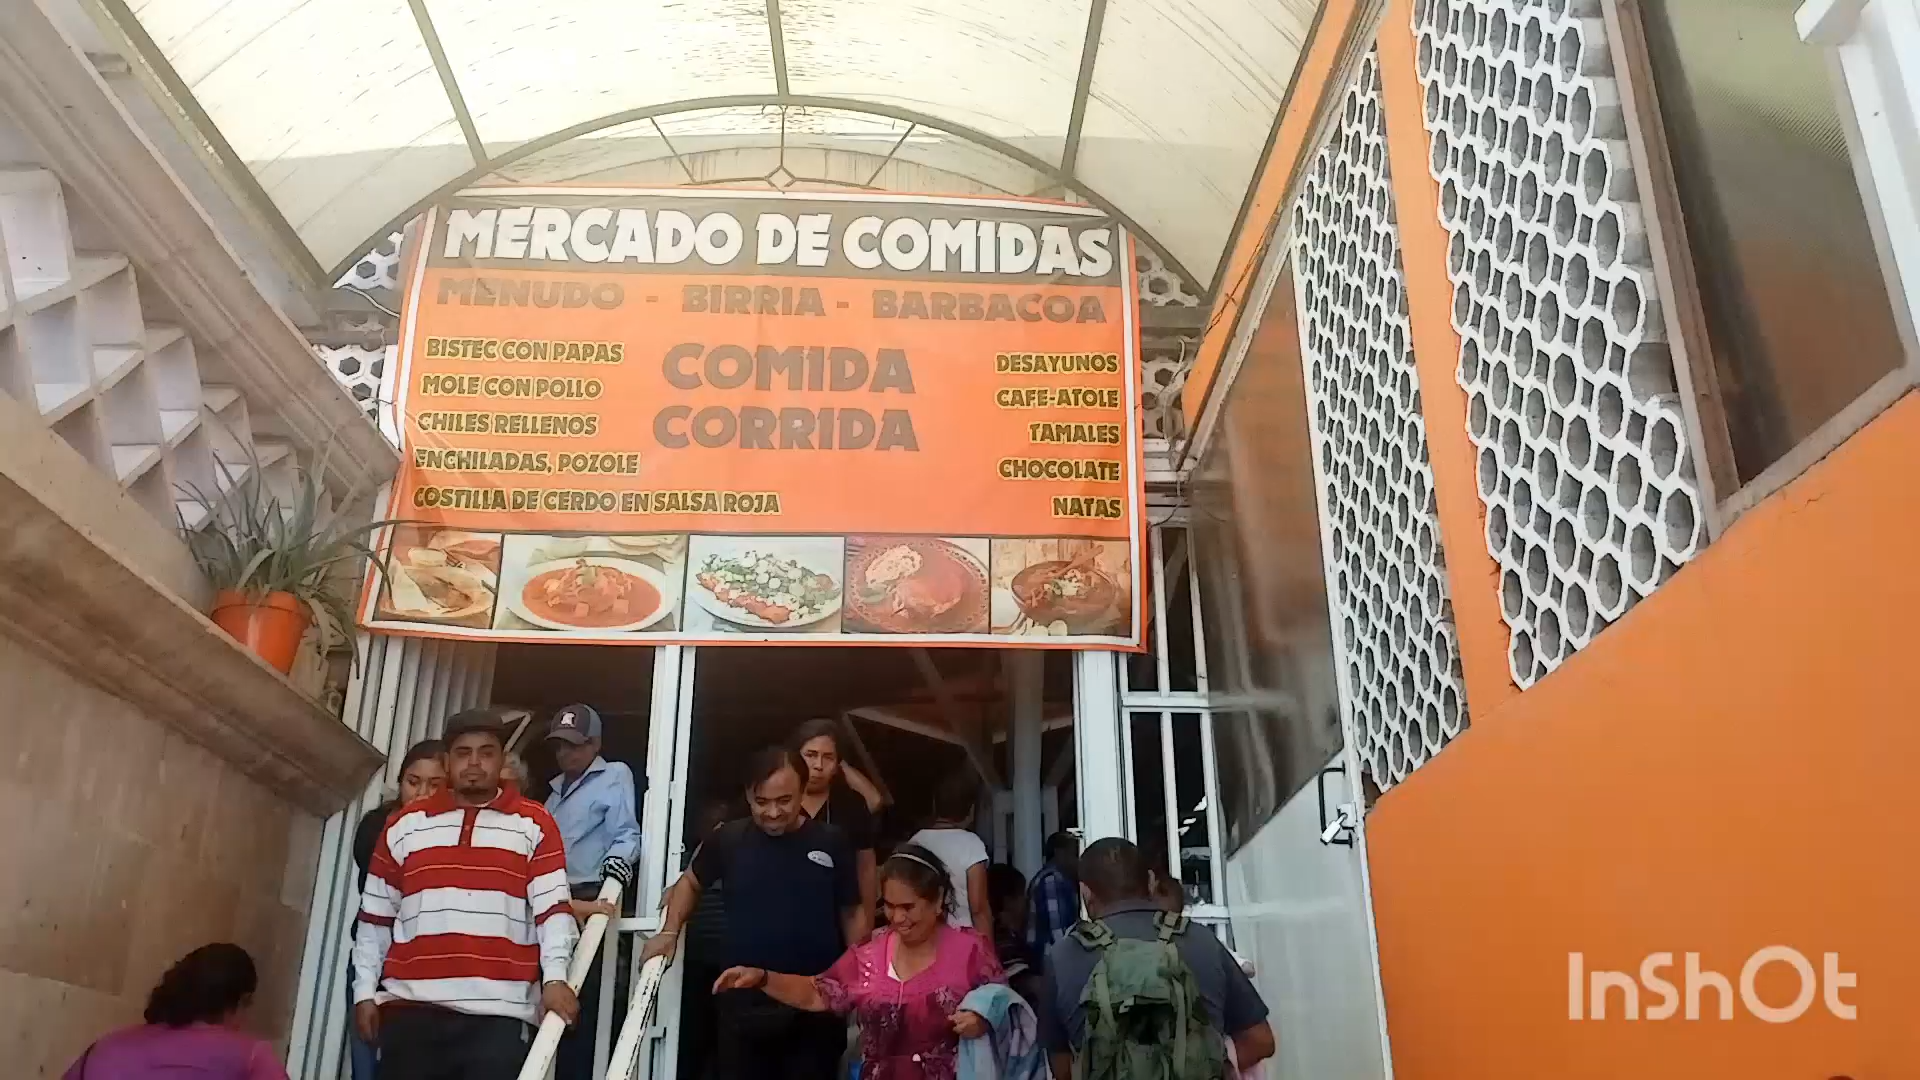 MERCADO DE COMIDAS
MENUDO - BIRRIA - BARBACOA
BISTEC CON PAPAS
MOLE CON POLLO
CHILES RELLENOS
ENCHILADAS, POZOLE
COSTILLA DE CERDO EN SALSA ROJA
COMIDA
CORRIDA
DESAYUNOS
CAFE-ATOLE
TAMALES
CHOCOLATE
NATAS
InShOt